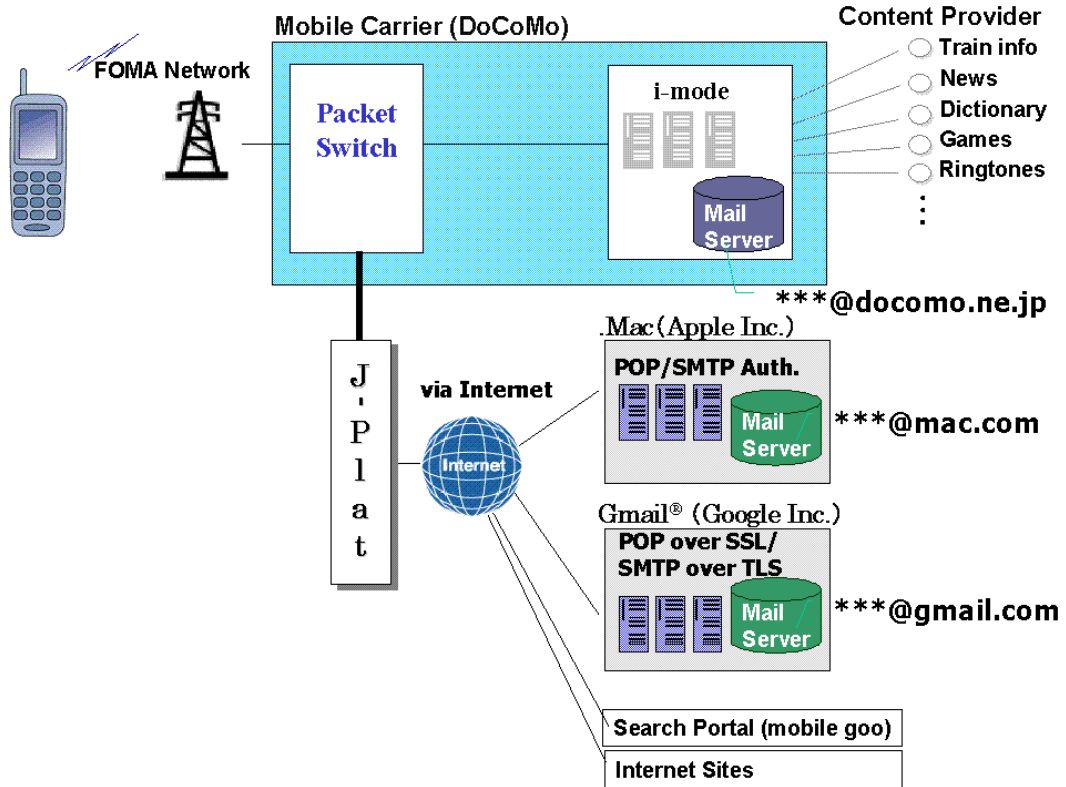 Mobile Carrier (DoCoMo)
Content Provider
FOMA Network
Packet
Switch
i-mode
Mail
Server
Train info
News
Dictionary
Games
Ringtones
***@docomo.ne.jp
J-Plat
via Internet
Internet
.Mac(Apple Inc.)
POP/SMTP Auth.
Mail
Server
***@mac.com
Gmail® (Google Inc.)
POP over SSL/
SMTP over TLS
Mail
Server
***@gmail.com
Search Portal (mobile goo)
Internet Sites